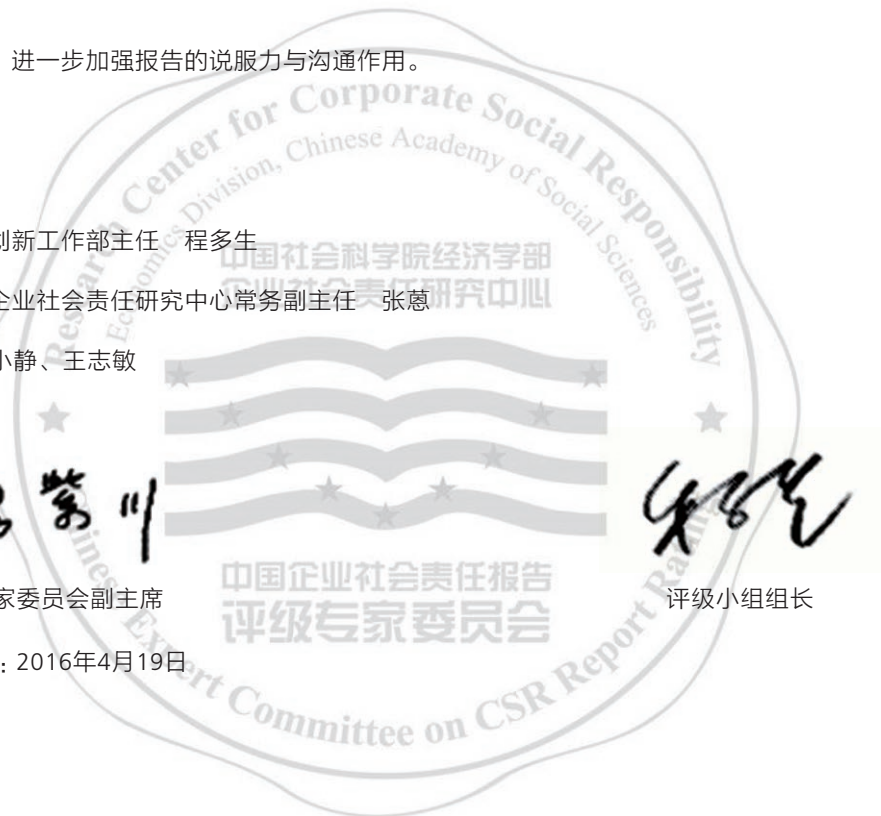 进一步加强报告的说服力与沟通作用。
Research Center for Corporate Social Responsibility
Economics Division, Chinese Academy of Social Sciences
创新工作部主任 程多生
中国社会科学院经济学部
企业社会责任研究中心常务副主任 张蒽
企业社会责任研究中心
小静、王志敏
紫川
中国企业社会责任报告
家委员会副主席
评级小组组长
评级专家委员会
：2016年4月19日
Chinese Expert Committee on CSR Report Rating